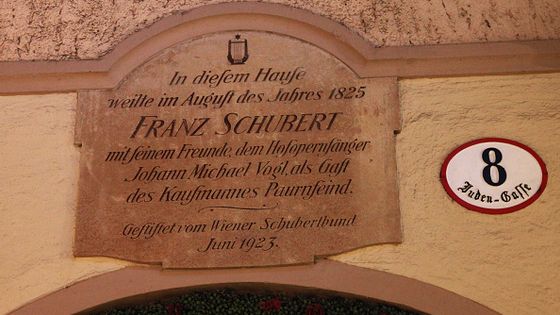 In diesem Hause
weilte im August des Jahres 1825
FRANZ SCHUBERT
mit seinem Freunde, dem Hofopernsänger
Johann Michael Vogl, als Gast
des Kaufmannes Paurnfeind.
Gestiftet vom Wiener Schubertbund
Juni 1923.
8
Juden-Gasse